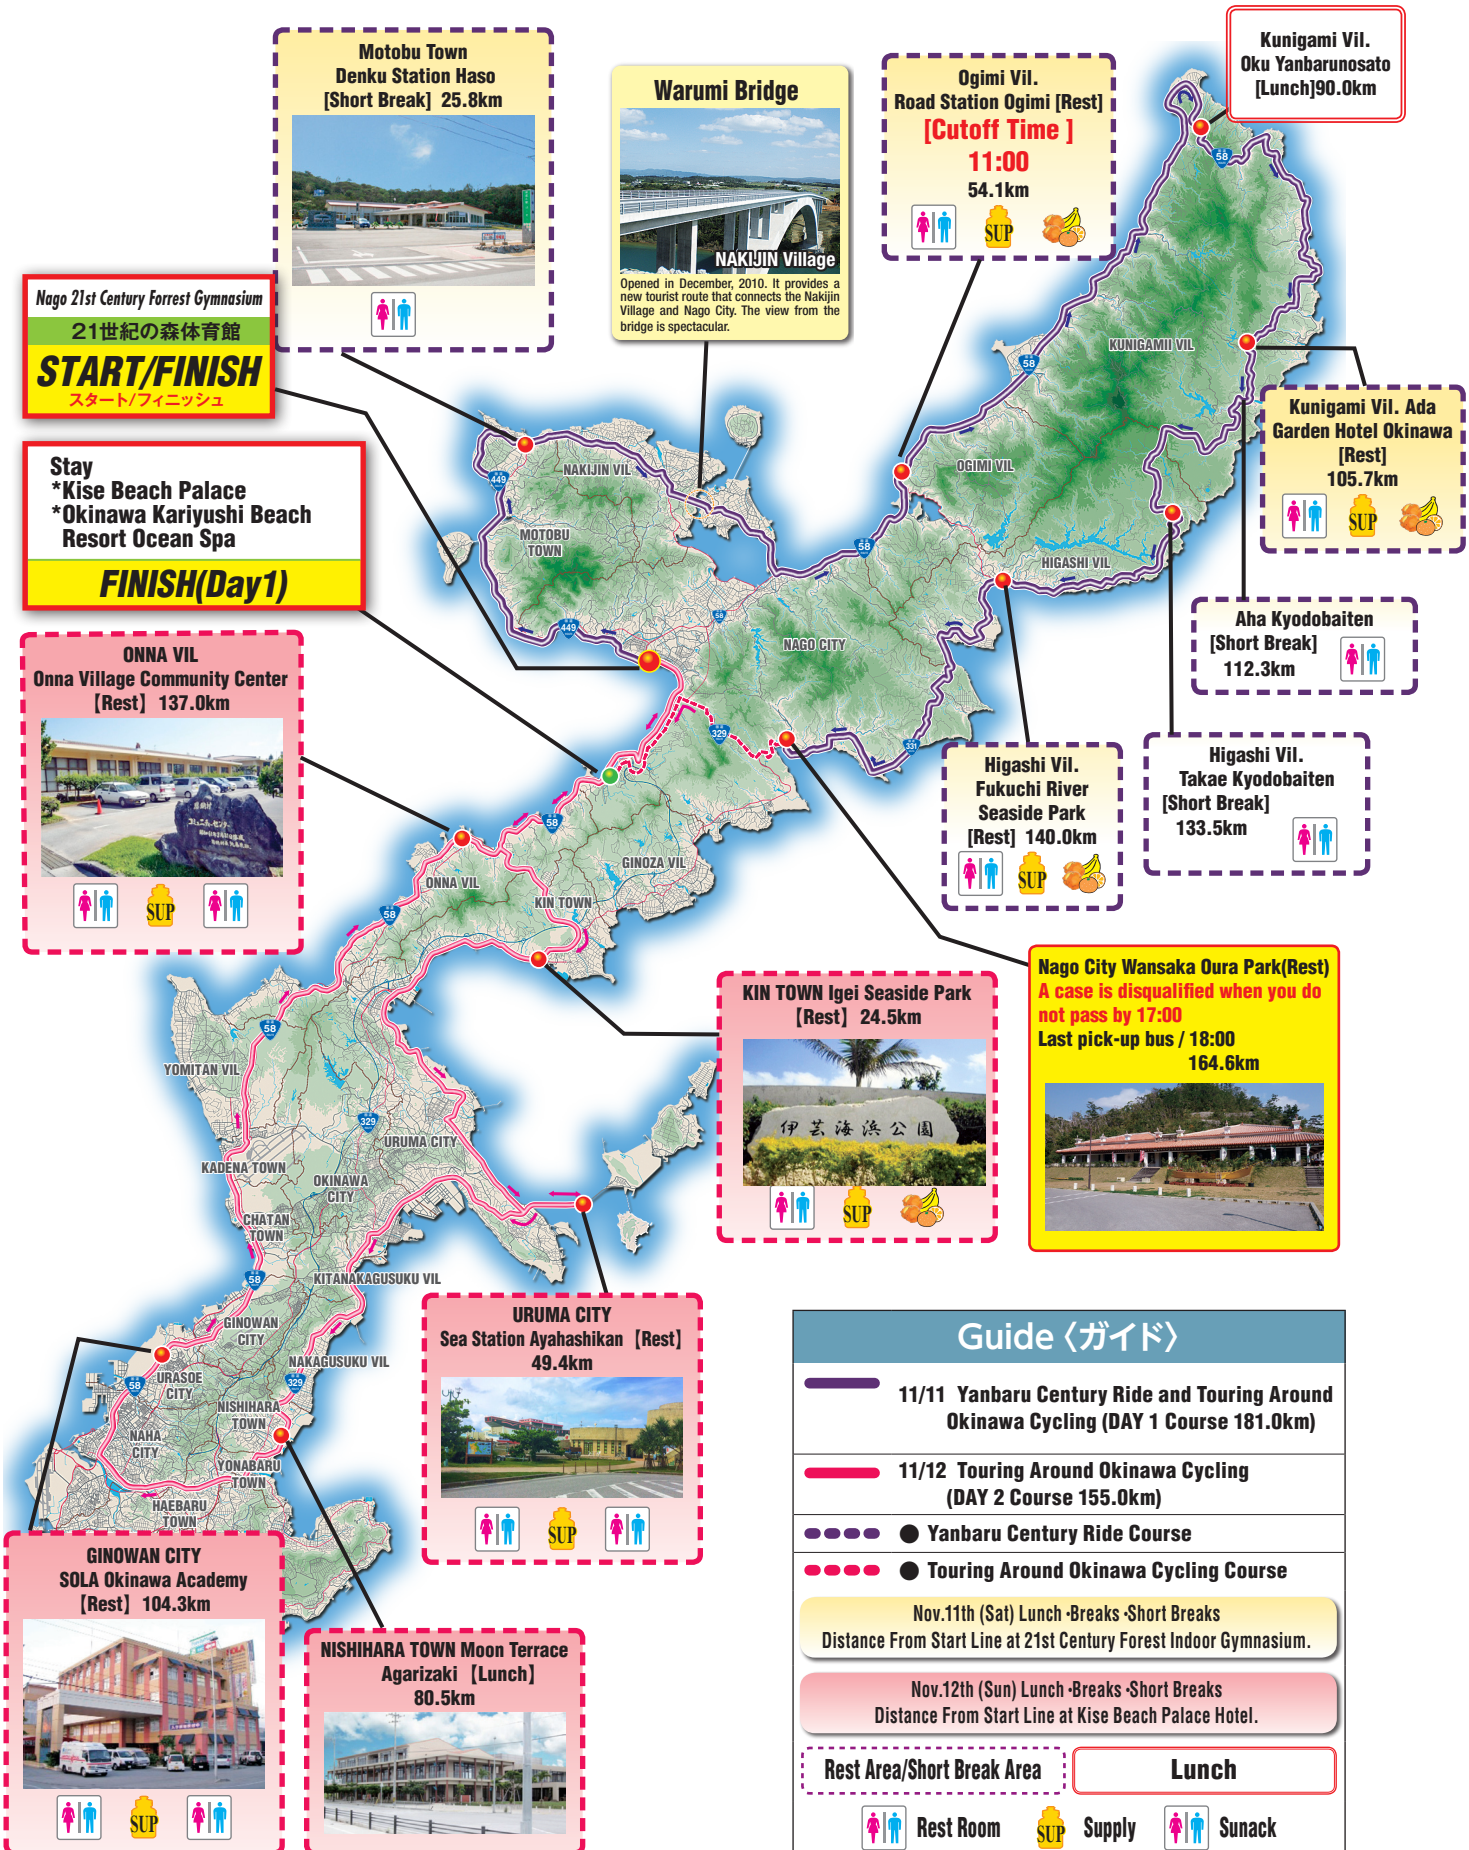 Motobu Town
Denku Station Haso
[Short Break] 25.8km
Warumi Bridge
NAKIJIN Village
Opened in December, 2010. It provides a
new tourist route that connects the Nakijin
Village and Nago City. The view from the
bridge is spectacular.
Ogimi Vil.
Road Station Ogimi [Rest]
[Cutoff Time ]
11:00
54.1km
SUP
Kunigami Vil.
Oku Yanbarunosato
[Lunch]90.0km
Nago 21st Century Forrest Gymnasium
21世紀の森体育館
START/FINISH
スタート/フィニッシュ
Stay
*Kise Beach Palace
*Okinawa Kariyushi Beach
Resort Ocean Spa
FINISH(Day1)
Kunigami Vil. Ada
Garden Hotel Okinawa
[Rest]
105.7km
SUP
Aha Kyodobaiten
[Short Break]
112.3km
Higashi Vil.
Takae Kyodobaiten
[Short Break]
133.5km
Higashi Vil.
Fukuchi River
Seaside Park
[Rest] 140.0km
SUP
ONNA VIL
Onna Village Community Center
【Rest】 137.0km
SUP
Nago City Wansaka Oura Park(Rest)
A case is disqualified when you do
not pass by 17:00
Last pick-up bus / 18:00
164.6km
KIN TOWN Igei Seaside Park
【Rest】 24.5km
伊芸海浜公園
SUP
URUMA CITY
Sea Station Ayahashikan 【Rest】
49.4km
SUP
GINOWAN CITY
SOLA Okinawa Academy
【Rest】 104.3km
SUP
NISHIHARA TOWN Moon Terrace
Agarizaki 【Lunch】
80.5km
58
58
KUNIGAMII VIL
OGIMI VIL
HIGASHI VIL
NAKIJIN VIL
449
MOTOBU
TOWN
58
449
58
NAGO CITY
329
331
58
GINOZA VIL
ONNA VIL
KIN TOWN
58
58
YOMITAN VIL
329
URUMA CITY
KADENA TOWN
OKINAWA
CITY
CHATAN
TOWN
58
KITANAKAGUSUKU VIL
GINOWAN
CITY
NAKAGUSUKU VIL
58
URASOE
CITY
329
NISHIHARA
TOWN
NAHA
CITY
YONABARU
TOWN
HAEBARU
TOWN
Guide〈ガイド〉
11/11 Yanbaru Century Ride and Touring Around
Okinawa Cycling (DAY 1 Course 181.0km)
11/12 Touring Around Okinawa Cycling
(DAY 2 Course 155.0km)
● Yanbaru Century Ride Course
● Touring Around Okinawa Cycling Course
Nov.11th (Sat) Lunch ·Breaks ·Short Breaks
Distance From Start Line at 21st Century Forest Indoor Gymnasium.
Nov.12th (Sun) Lunch ·Breaks ·Short Breaks
Distance From Start Line at Kise Beach Palace Hotel.
Rest Area/Short Break Area
Lunch
Rest Room
SUP
Supply
Sunack